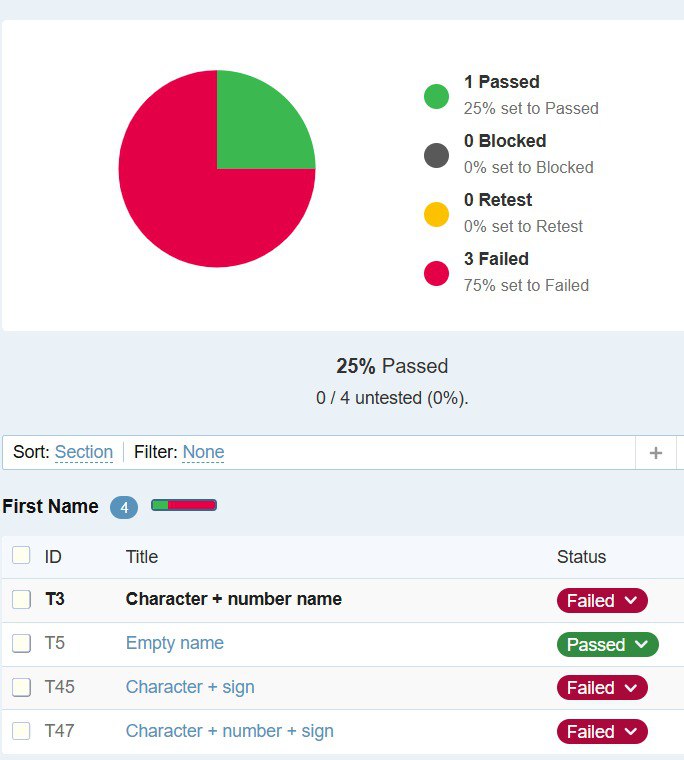 1 Passed
25% set to Passed
0 Blocked
0% set to Blocked
0 Retest
0% set to Retest
3 Failed
75% set to Failed
25% Passed
0 / 4 untested (0%).
Sort: Section Filter: None +
First Name 4
ID Title Status
T3 Character + number name Failed
T5 Empty name Passed
T45 Character + sign Failed
T47 Character + number + sign Failed